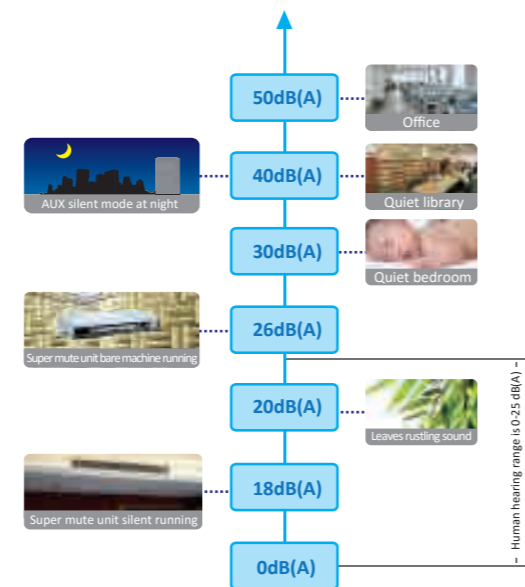 50dB(A)
Office
40dB(A)
AUX silent mode at night
Quiet library
30dB(A)
Quiet bedroom
26dB(A)
Super mute unit bare machine running
20dB(A)
Leaves rustling sound
18dB(A)
Super mute unit silent running
0dB(A)
Human hearing range is 0-25 dB(A)